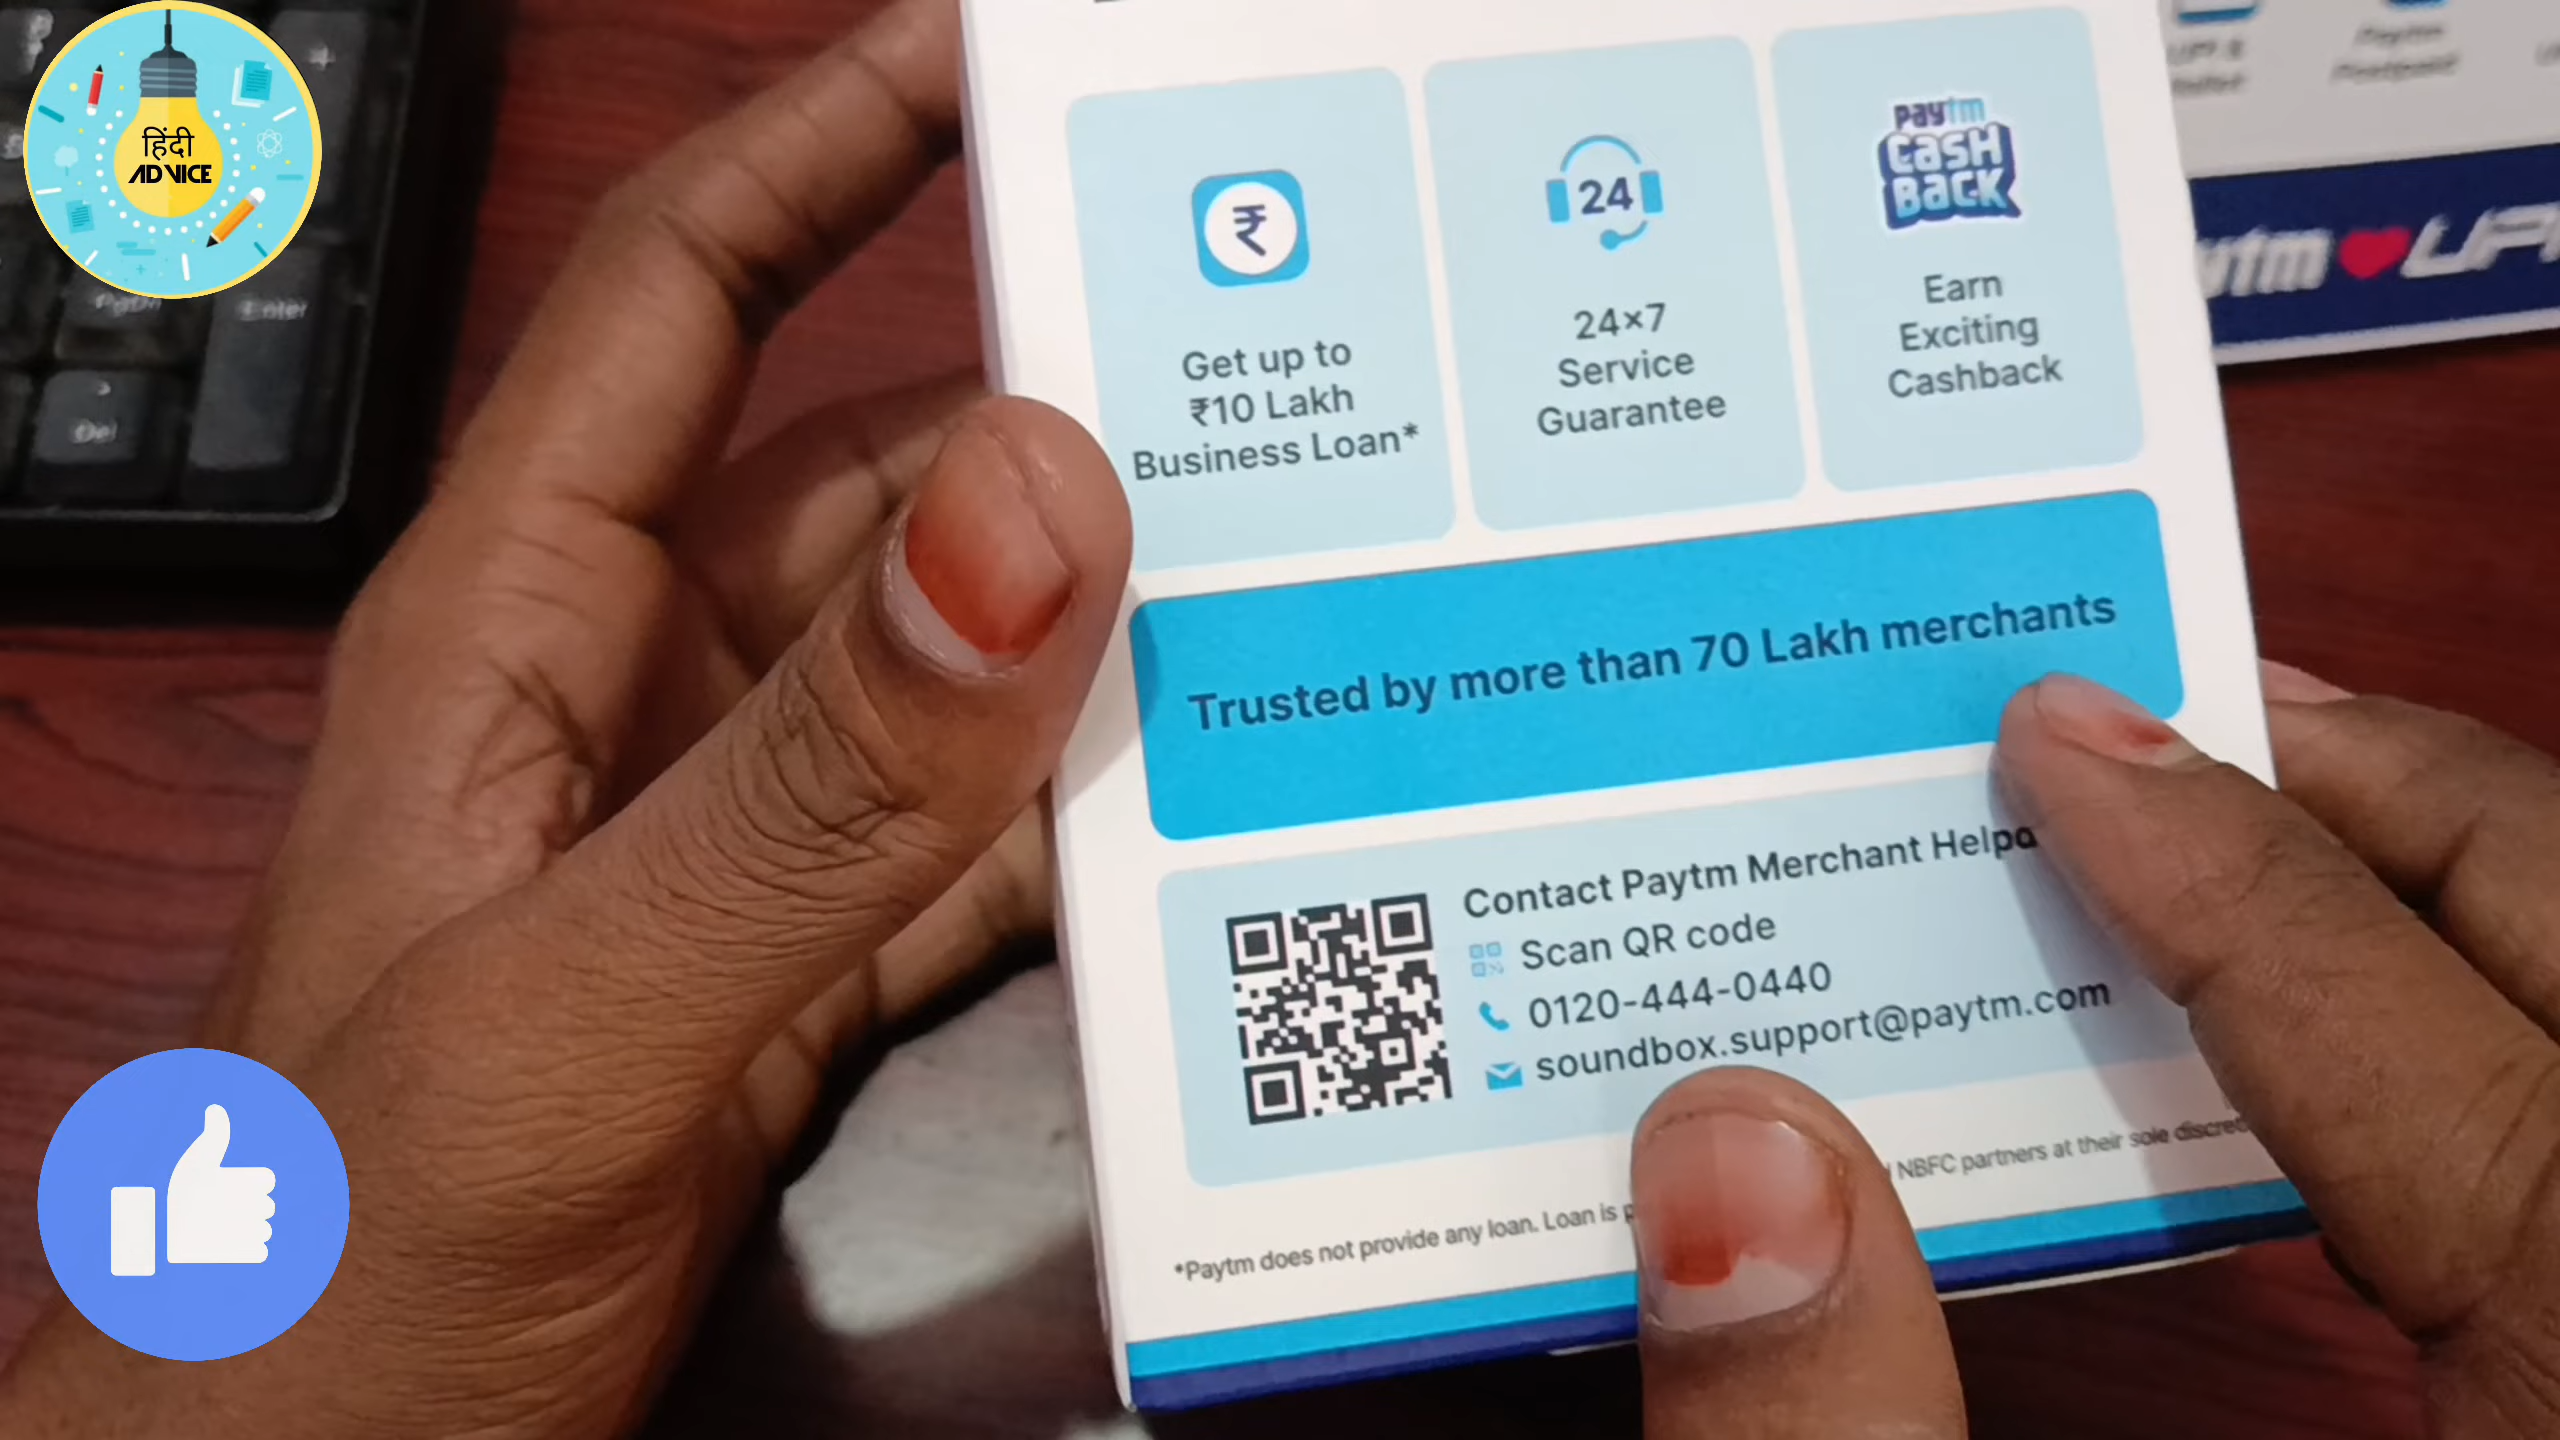 हिंदी
ADVICE
Enter
Del
paytm
CASH
BACK
Get up to
₹10 Lakh
Business Loan*
24
24×7
Service
Guarantee
Earn
Exciting
Cashback
UPI
Trusted by more than 70 Lakh merchants
Contact Paytm Merchant
Scan QR code
0120-444-0440
soundbox.support@paytm.com
*Paytm does not provide any loan. Loan is
NBFC partners at their sole